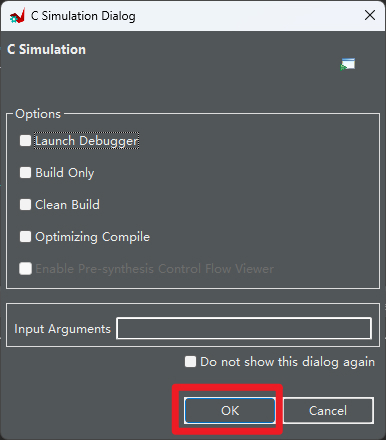 C Simulation Dialog
C Simulation
Options
Launch Debugger
Build Only
Clean Build
Optimizing Compile
Enable Pre-synthesis Control Flow Viewer
Input Arguments
Do not show this dialog again
OK
Cancel